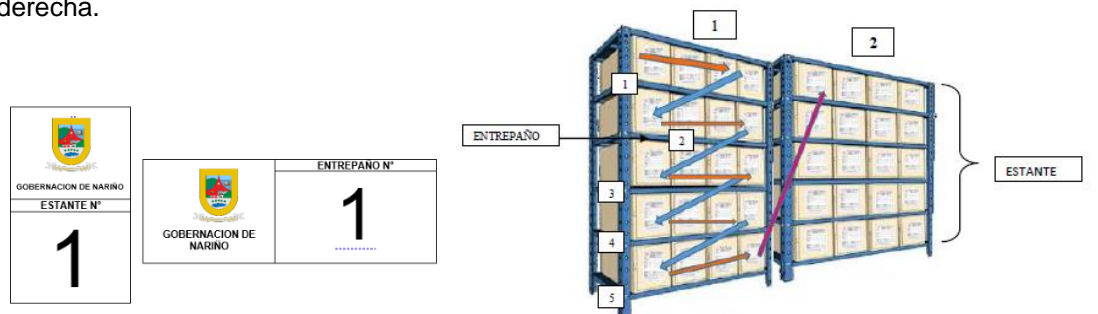 derecha.
GOBERNACION DE NARIÑO
ESTANTE N°
1
GOBERNACION DE
NARIÑO
ENTREPAÑO N°
1
1
2
ENTREPAÑO
1
2
3
4
5
ESTANTE